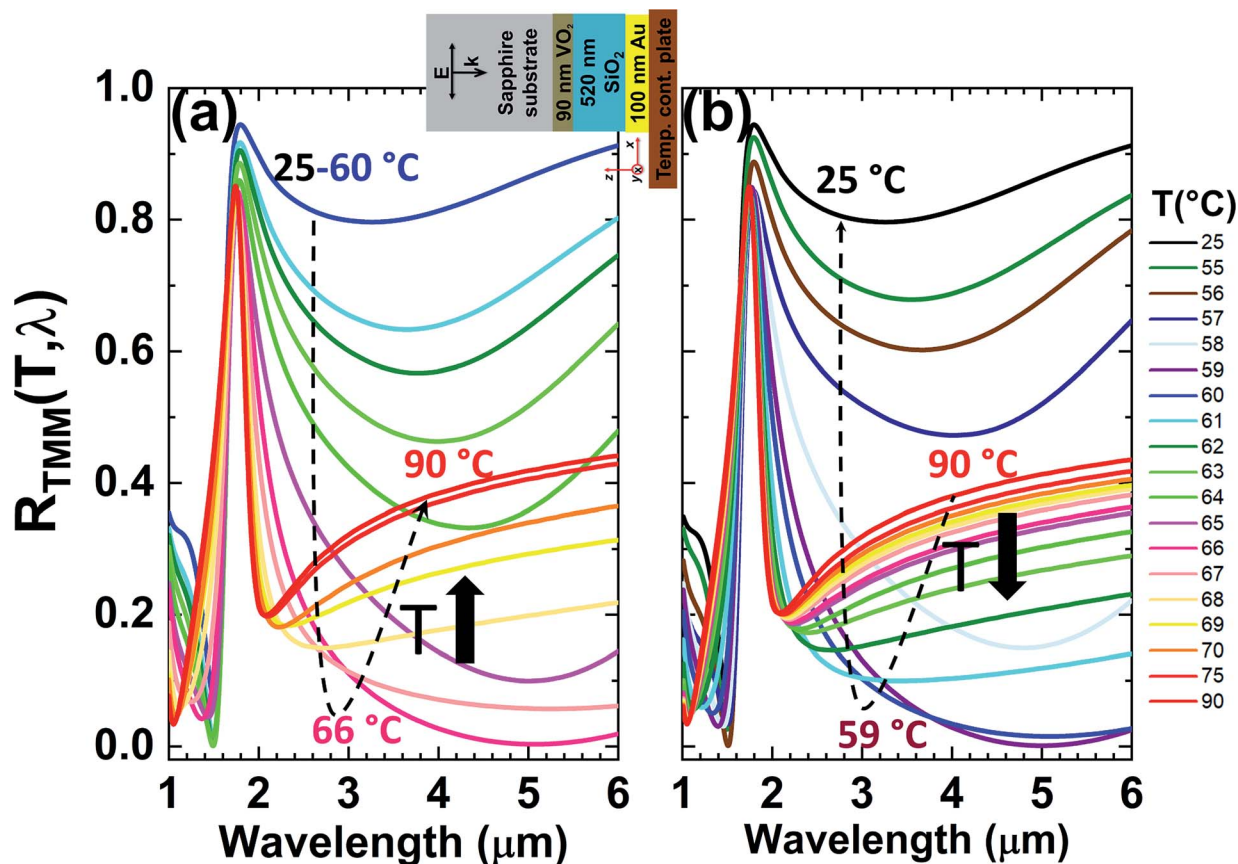 E
k
Sapphire
substrate
90 nm VO₂
520 nm
SiO₂
100 nm Au
Temp. cont. plate
z
y
x
x
(a)
25-60 °C
90 °C
T
66 °C
1.0
0.8
0.6
0.4
0.2
0.0
R_TMM(T,λ)
1 2 3 4 5 6
Wavelength (μm)
(b)
25 °C
90 °C
T
59 °C
1 2 3 4 5 6
Wavelength (μm)
T(°C)
25
55
56
57
58
59
60
61
62
63
64
65
66
67
68
69
70
75
90